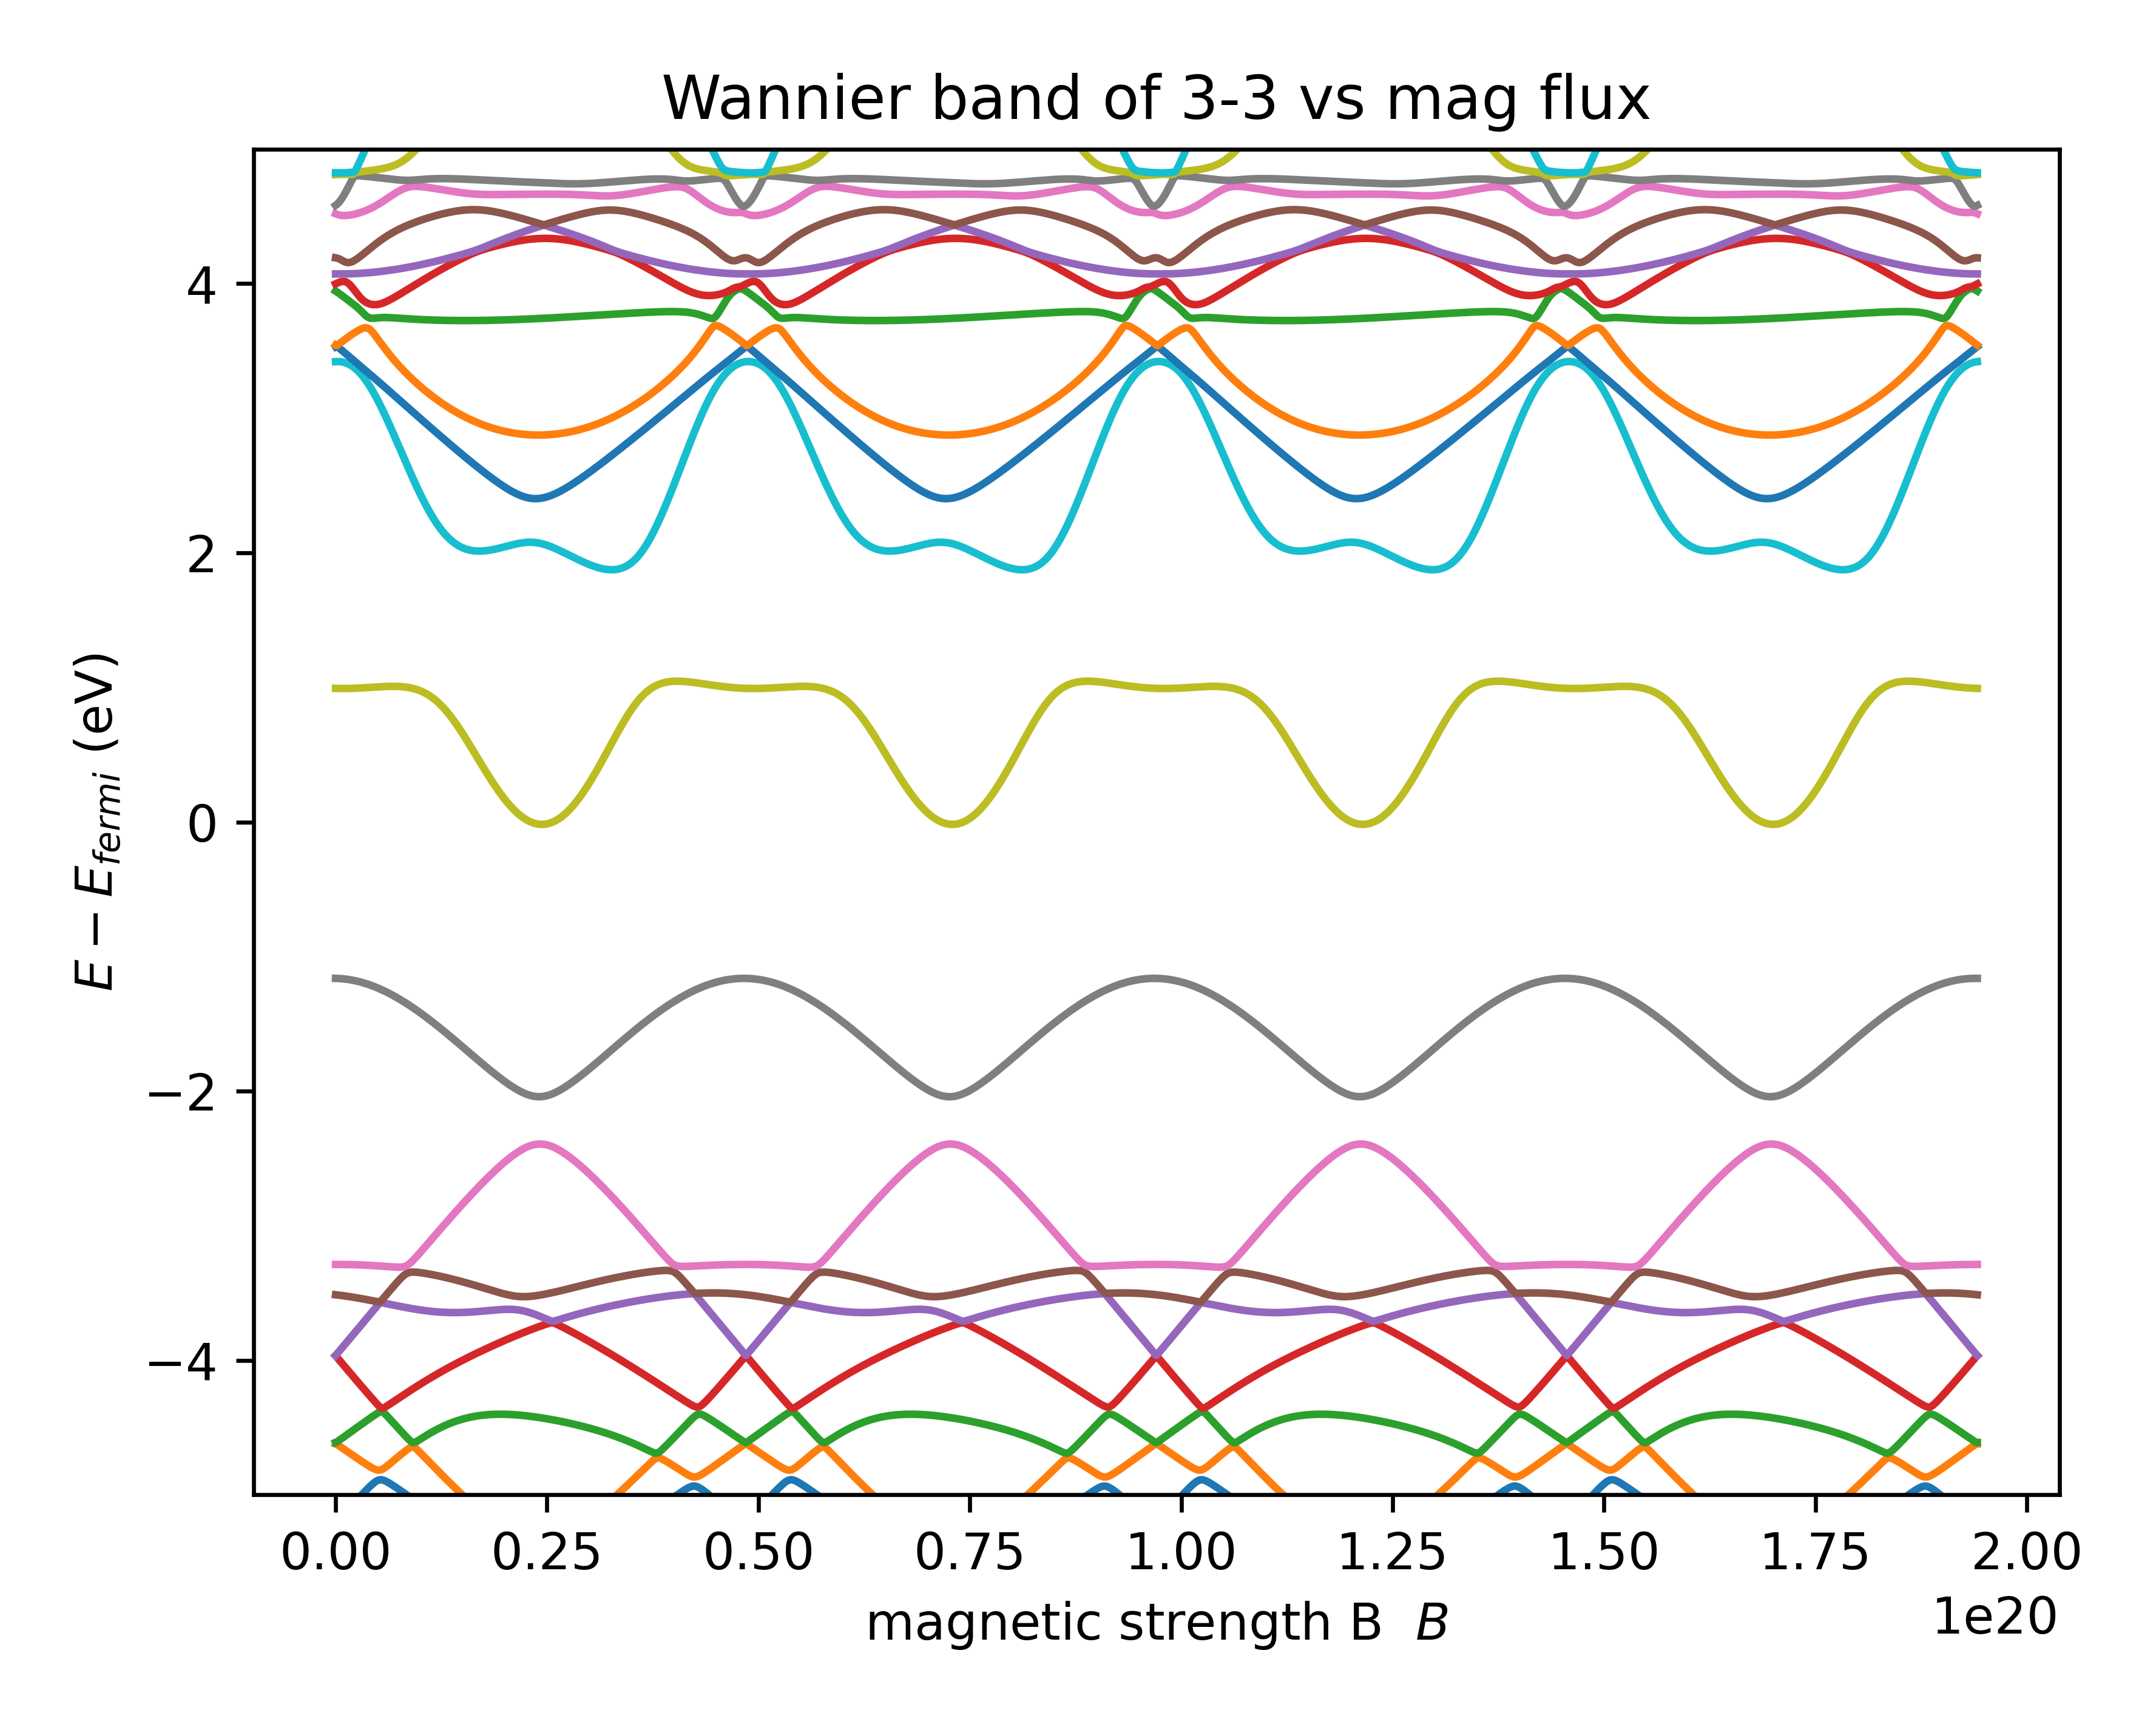 Wannier band of 3-3 vs mag flux
E − E_fermi (eV)
4
2
0
−2
−4
0.00 0.25 0.50 0.75 1.00 1.25 1.50 1.75 2.00
1e20
magnetic strength B B